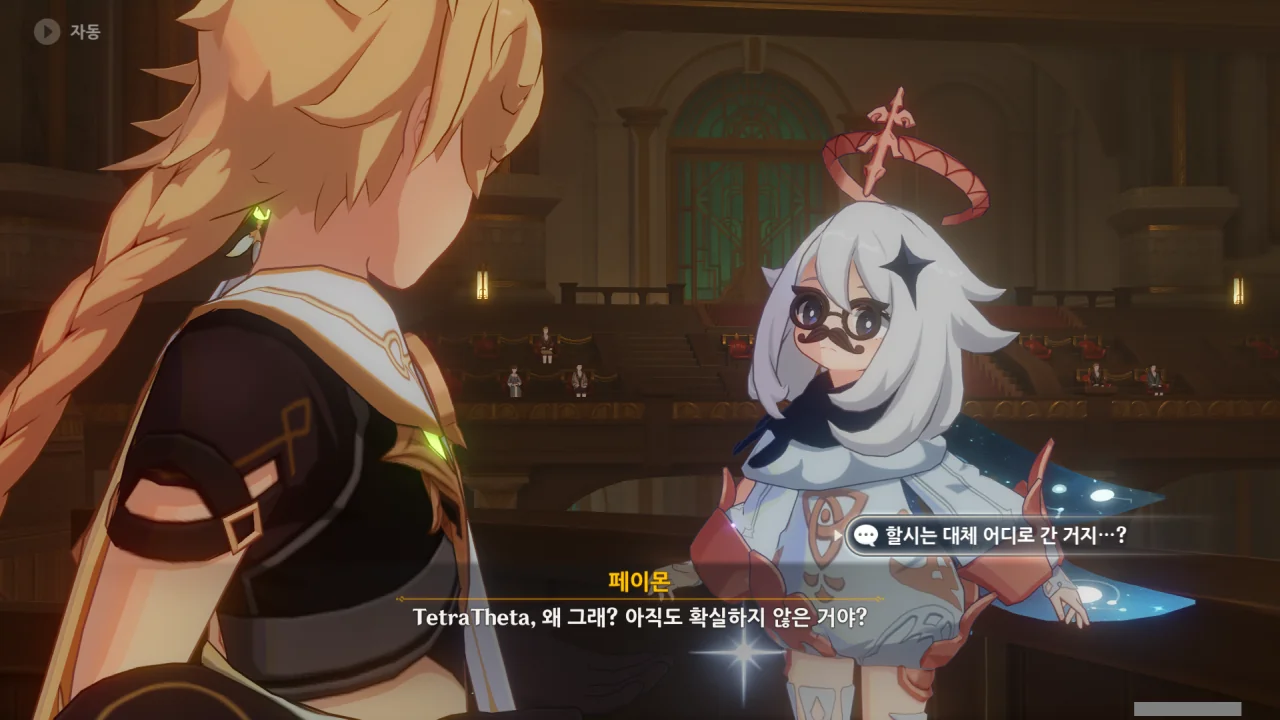 자동
할시는 대체 어디로 간 거지…?
페이몬
TetraTheta, 왜 그래? 아직도 확실하지 않은 거야?